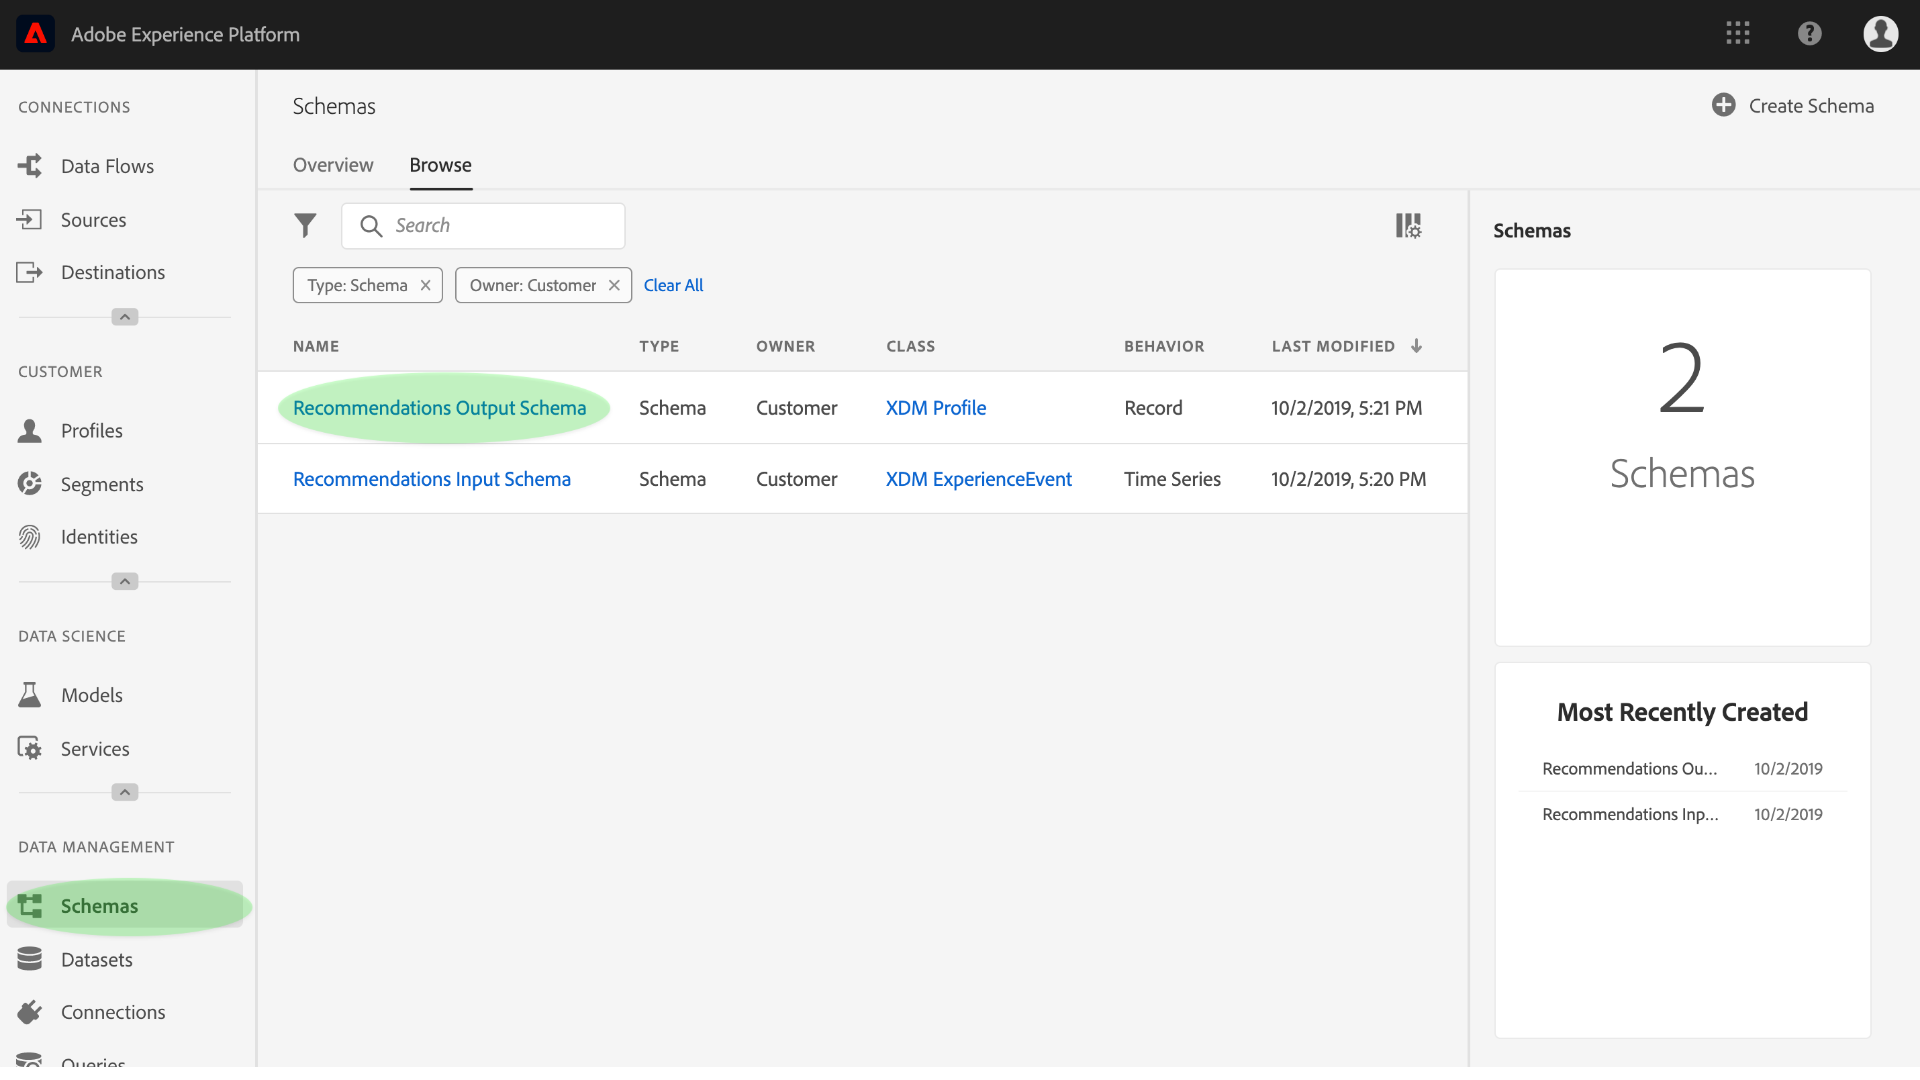 Adobe Experience Platform
CONNECTIONS
Data Flows
Sources
Destinations
CUSTOMER
Profiles
Segments
Identities
DATA SCIENCE
Models
Services
DATA MANAGEMENT
Schemas
Datasets
Connections
Queries
Schemas
Create Schema
Overview Browse
Search
Type: Schema Owner: Customer Clear All
NAME TYPE OWNER CLASS BEHAVIOR LAST MODIFIED
Recommendations Output Schema Schema Customer XDM Profile Record 10/2/2019, 5:21 PM
Recommendations Input Schema Schema Customer XDM ExperienceEvent Time Series 10/2/2019, 5:20 PM
Schemas
2
Schemas
Most Recently Created
Recommendations Ou... 10/2/2019
Recommendations Inp... 10/2/2019